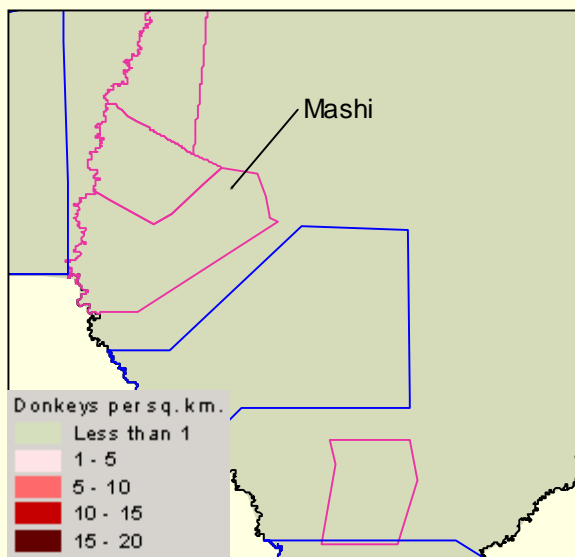 Mashi
Donkeys per sq. km.
Less than 1
1 - 5
5 - 10
10 - 15
15 - 20